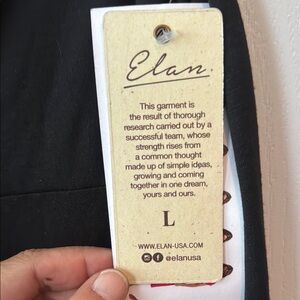 Elan
This garment is
the result of thorough
research carried out by a
successful team, whose
strength rises from
a common thought
made up of simple ideas,
growing and coming
together in one dream,
yours and ours.
L
WWW.ELAN-USA.COM
@elanusa